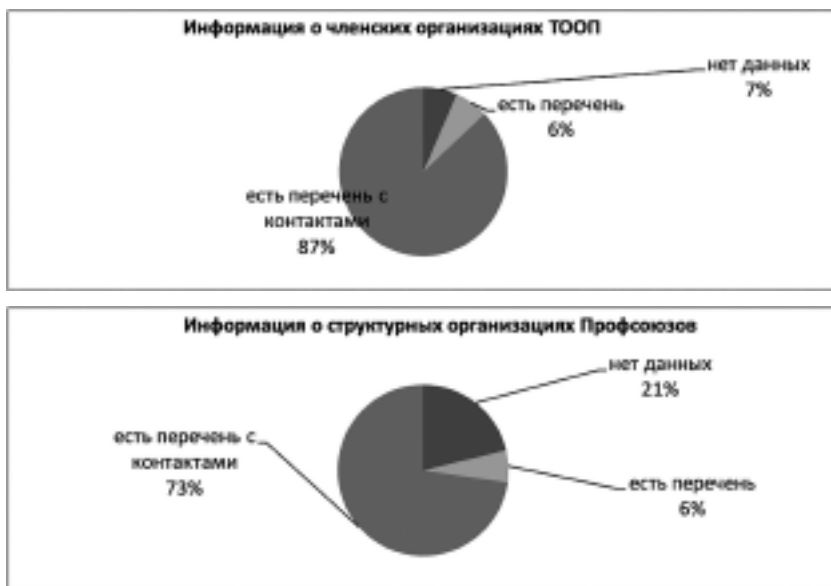 Информация о членских организациях ТООП
нет данных
7%
есть перечень
6%
есть перечень с
контактами
87%
Информация о структурных организациях Профсоюзов
нет данных
21%
есть перечень с
контактами
73%
есть перечень
6%